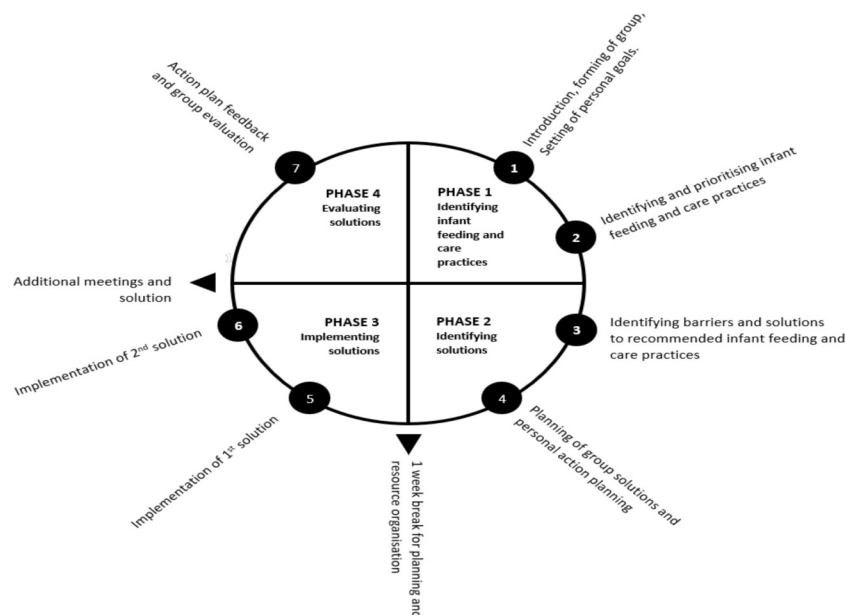 Introduction, forming of group,
Setting of personal goals.
1
PHASE 1
Identifying
infant
feeding and
care
practices
2
Identifying and prioritising infant
feeding and care practices
3
Identifying barriers and solutions
to recommended infant feeding and
care practices
PHASE 2
Identifying
solutions
4
Planning of group solutions and
personal action planning
1 week break for planning and
resource organisation
PHASE 3
Implementing
solutions
5
Implementation of 1st solution
6
Implementation of 2nd solution
Additional meetings and
solution
PHASE 4
Evaluating
solutions
7
Action plan feedback
and group evaluation